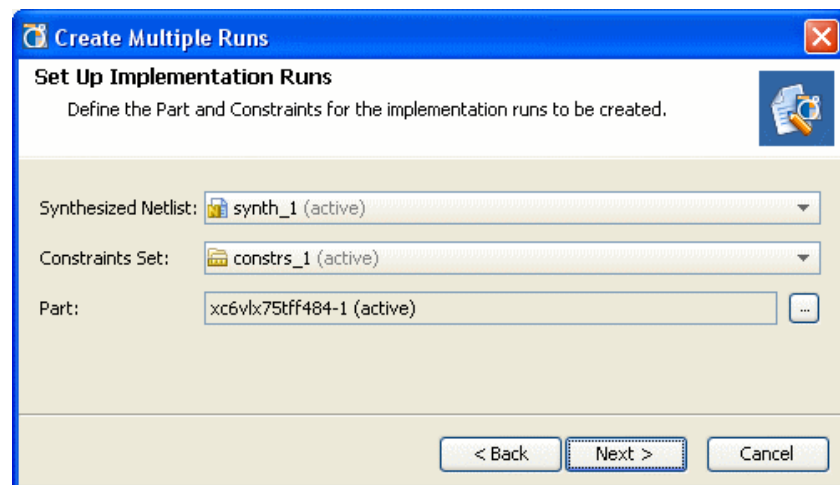 Create Multiple Runs
Set Up Implementation Runs
Define the Part and Constraints for the implementation runs to be created.
Synthesized Netlist: synth_1 (active)
Constraints Set: constrs_1 (active)
Part: xc6vlx75tff484-1 (active) ...
< Back Next > Cancel